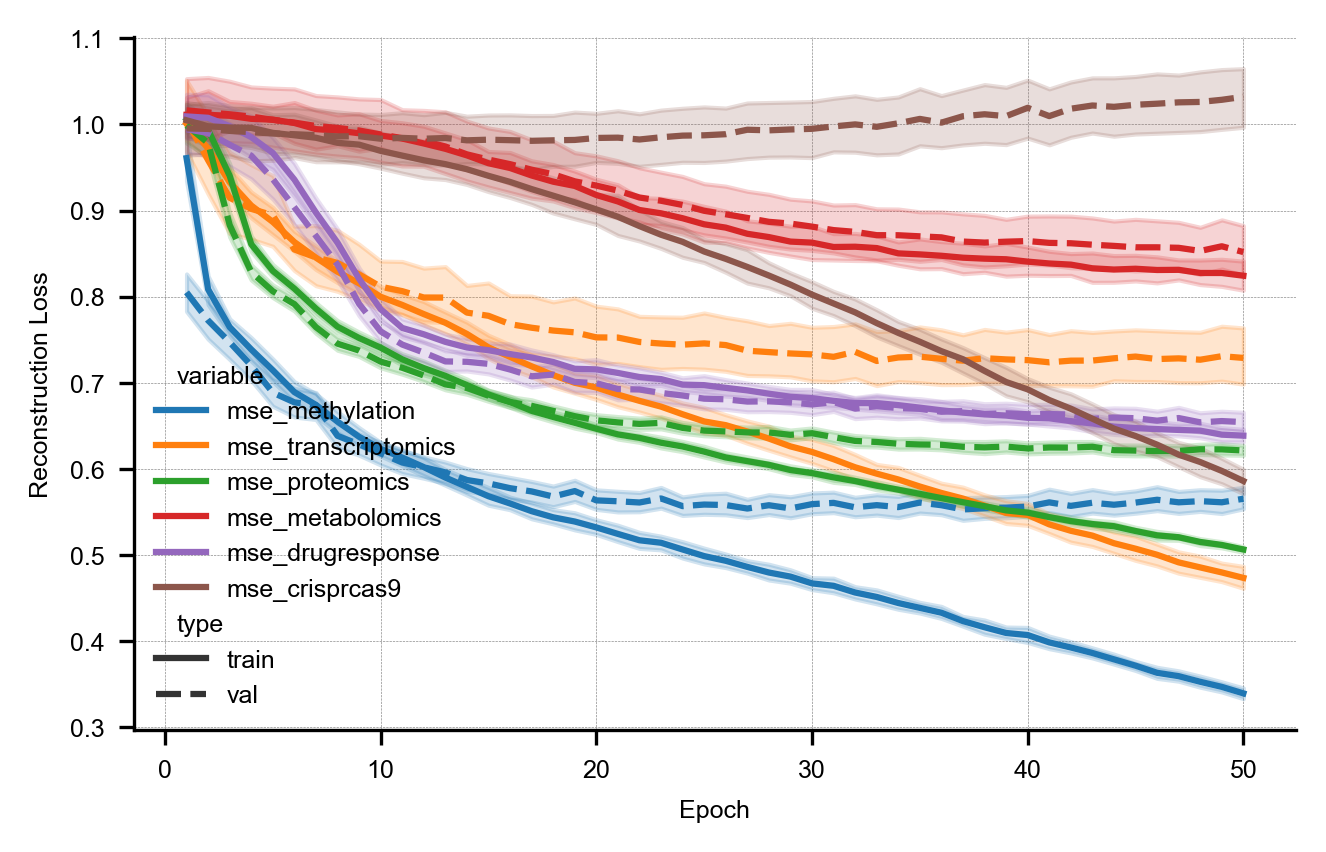 1.1
1.0
0.9
0.8
0.7
0.6
0.5
0.4
0.3
Reconstruction Loss
variable
mse_methylation
mse_transcriptomics
mse_proteomics
mse_metabolomics
mse_drugresponse
mse_crisprcas9
type
train
val
0 10 20 30 40 50
Epoch